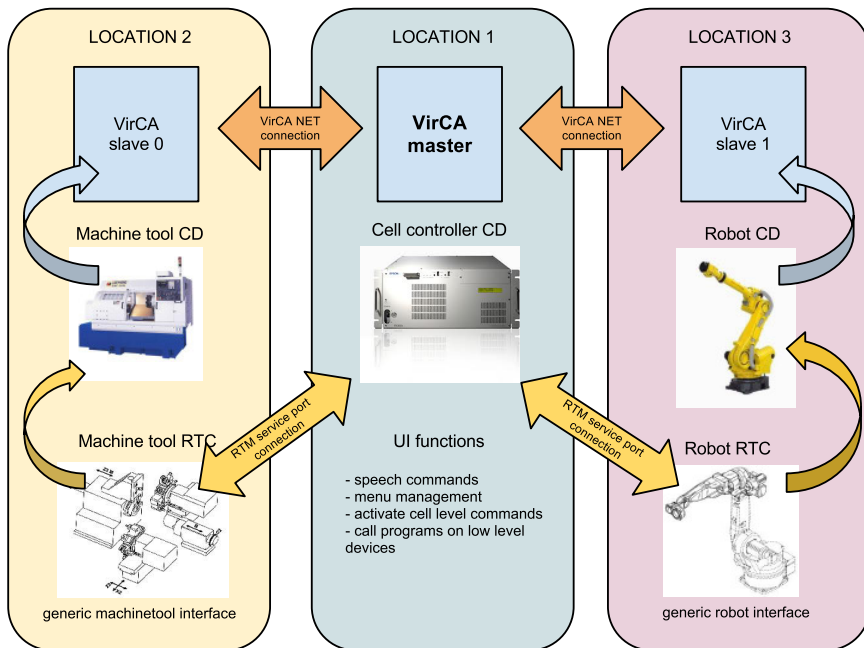 LOCATION 2
VirCA
slave 0
Machine tool CD
Machine tool RTC
generic machinetool interface
VirCA NET
connection
RTM service port
connection
LOCATION 1
VirCA
master
Cell controller CD
UI functions
- speech commands
- menu management
- activate cell level commands
- call programs on low level
devices
VirCA NET
connection
RTM service port
connection
LOCATION 3
VirCA
slave 1
Robot CD
Robot RTC
generic robot interface